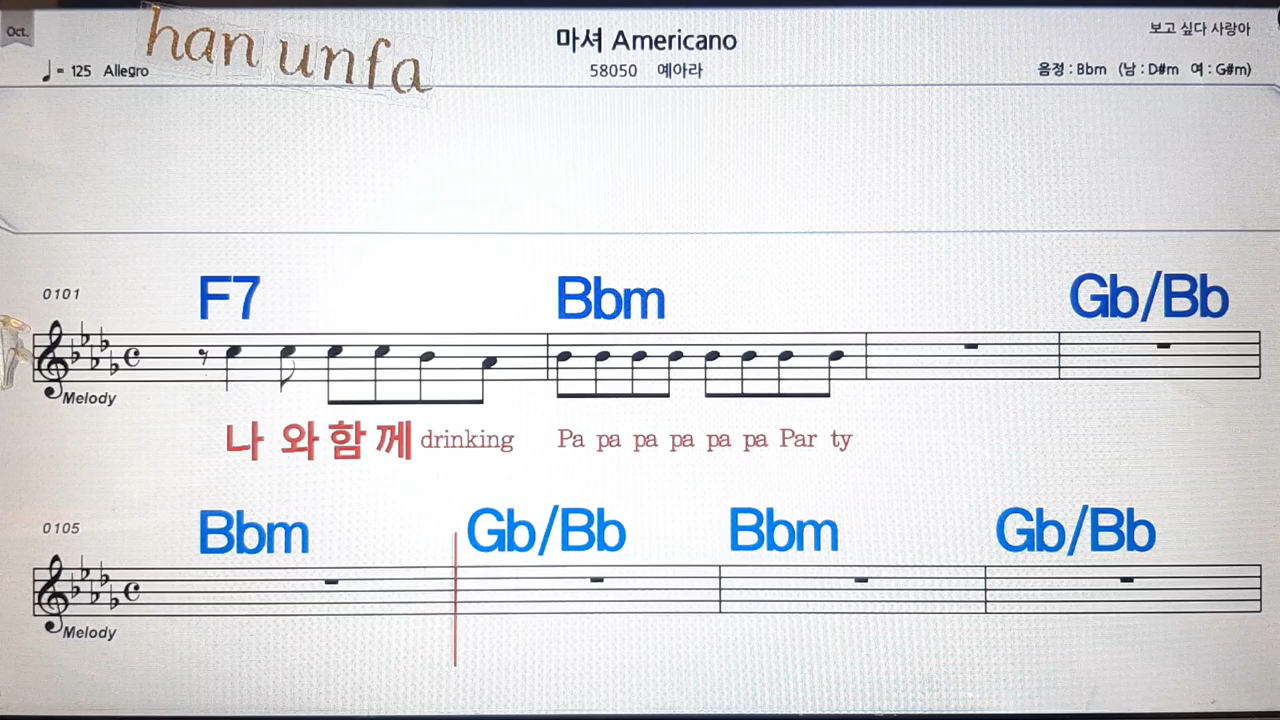 Oct.
han unfa
마셔 Americano
보고 싶다 사랑아
♩= 125 Allegro
58050 예아라
음정 : Bbm (남 : D#m 여 : G#m)
0101
F7 Bbm Gb/Bb
Melody
나 와 함 께 drinking Pa pa pa pa pa pa Par ty
0105
Bbm Gb/Bb Bbm Gb/Bb
Melody